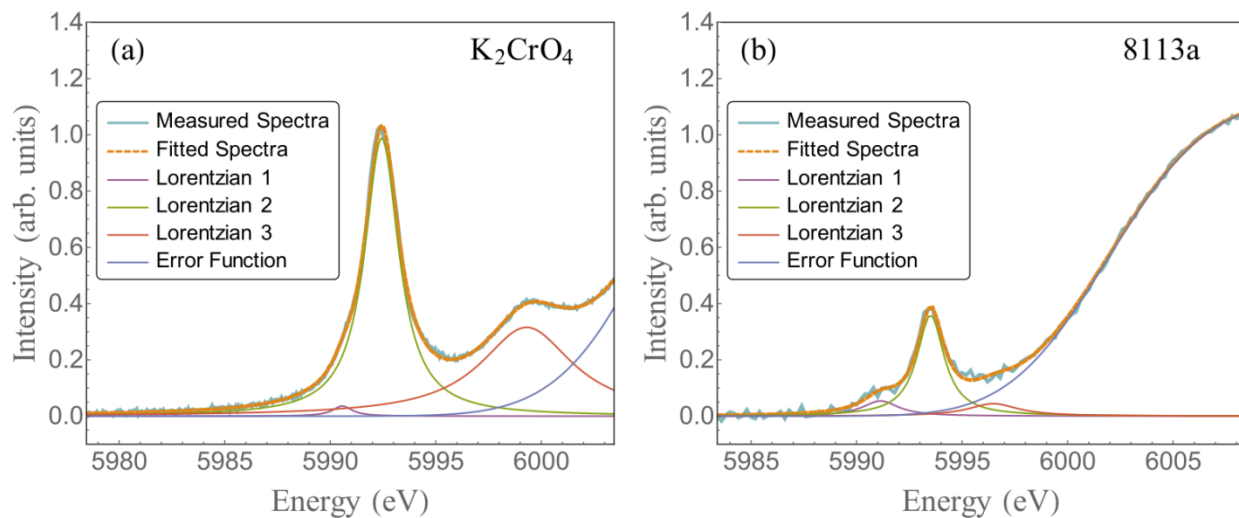 (a) K₂CrO₄
Measured Spectra
Fitted Spectra
Lorentzian 1
Lorentzian 2
Lorentzian 3
Error Function
Intensity (arb. units)
1.4
1.2
1.0
0.8
0.6
0.4
0.2
0.0
5980 5985 5990 5995 6000
Energy (eV)
(b) 8113a
Measured Spectra
Fitted Spectra
Lorentzian 1
Lorentzian 2
Lorentzian 3
Error Function
Intensity (arb. units)
1.4
1.2
1.0
0.8
0.6
0.4
0.2
0.0
5985 5990 5995 6000 6005
Energy (eV)